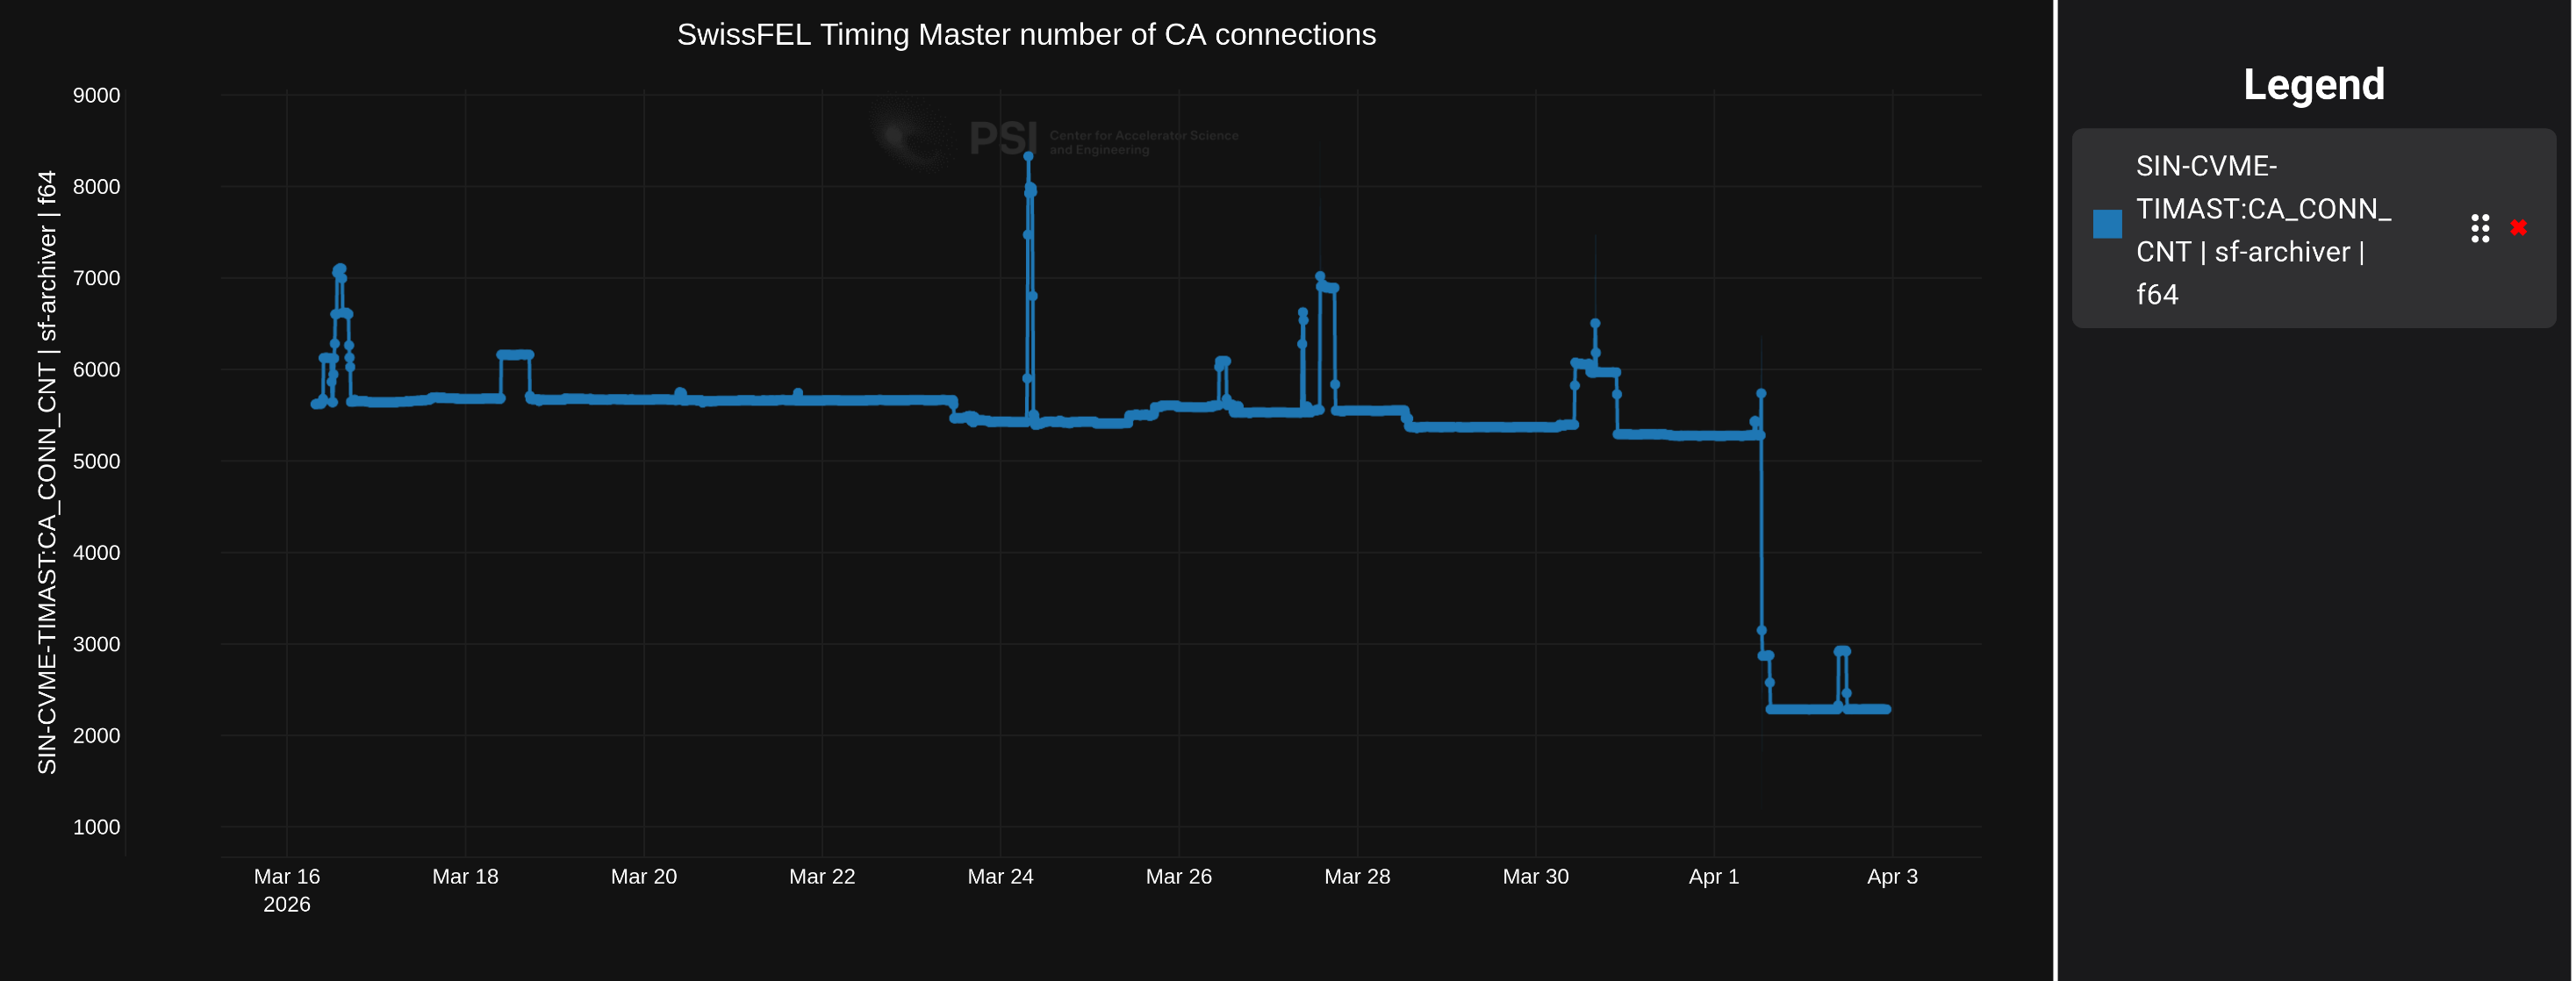 SwissFEL Timing Master number of CA connections
PSI
Center for Accelerator Science
and Engineering
SIN-CVME-TIMAST:CA_CONN_CNT | sf-archiver | f64
9000
8000
7000
6000
5000
4000
3000
2000
1000
Mar 16
2026
Mar 18
Mar 20
Mar 22
Mar 24
Mar 26
Mar 28
Mar 30
Apr 1
Apr 3
Legend
SIN-CVME-
TIMAST:CA_CONN_
CNT | sf-archiver |
f64